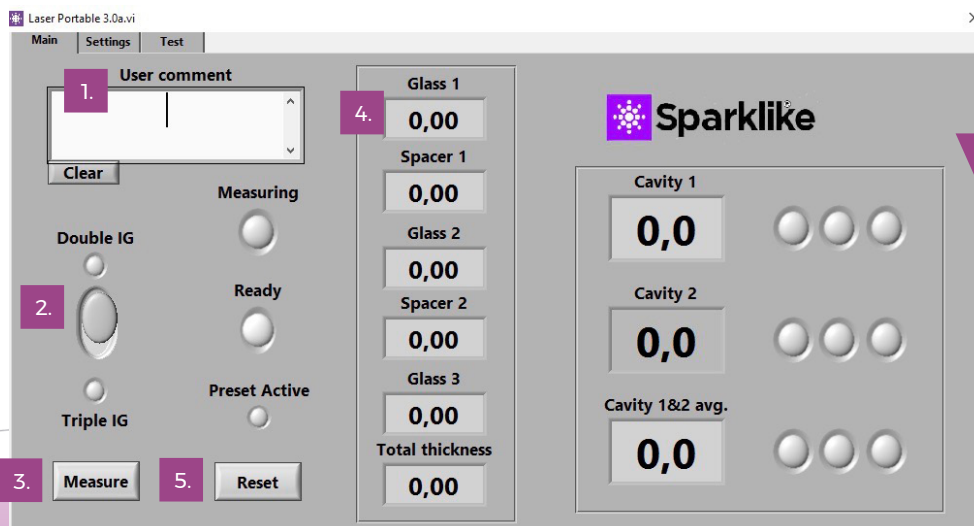 Laser Portable 3.0a.vi
Main Settings Test
User comment
1.
Clear
Measuring
Double IG
2.
Ready
Preset Active
Triple IG
3.
Measure
5.
Reset
Glass 1
4.
0,00
Spacer 1
0,00
Glass 2
0,00
Spacer 2
0,00
Glass 3
0,00
Total thickness
0,00
Sparklike®
Cavity 1
0,0
Cavity 2
0,0
Cavity 1&2 avg.
0,0